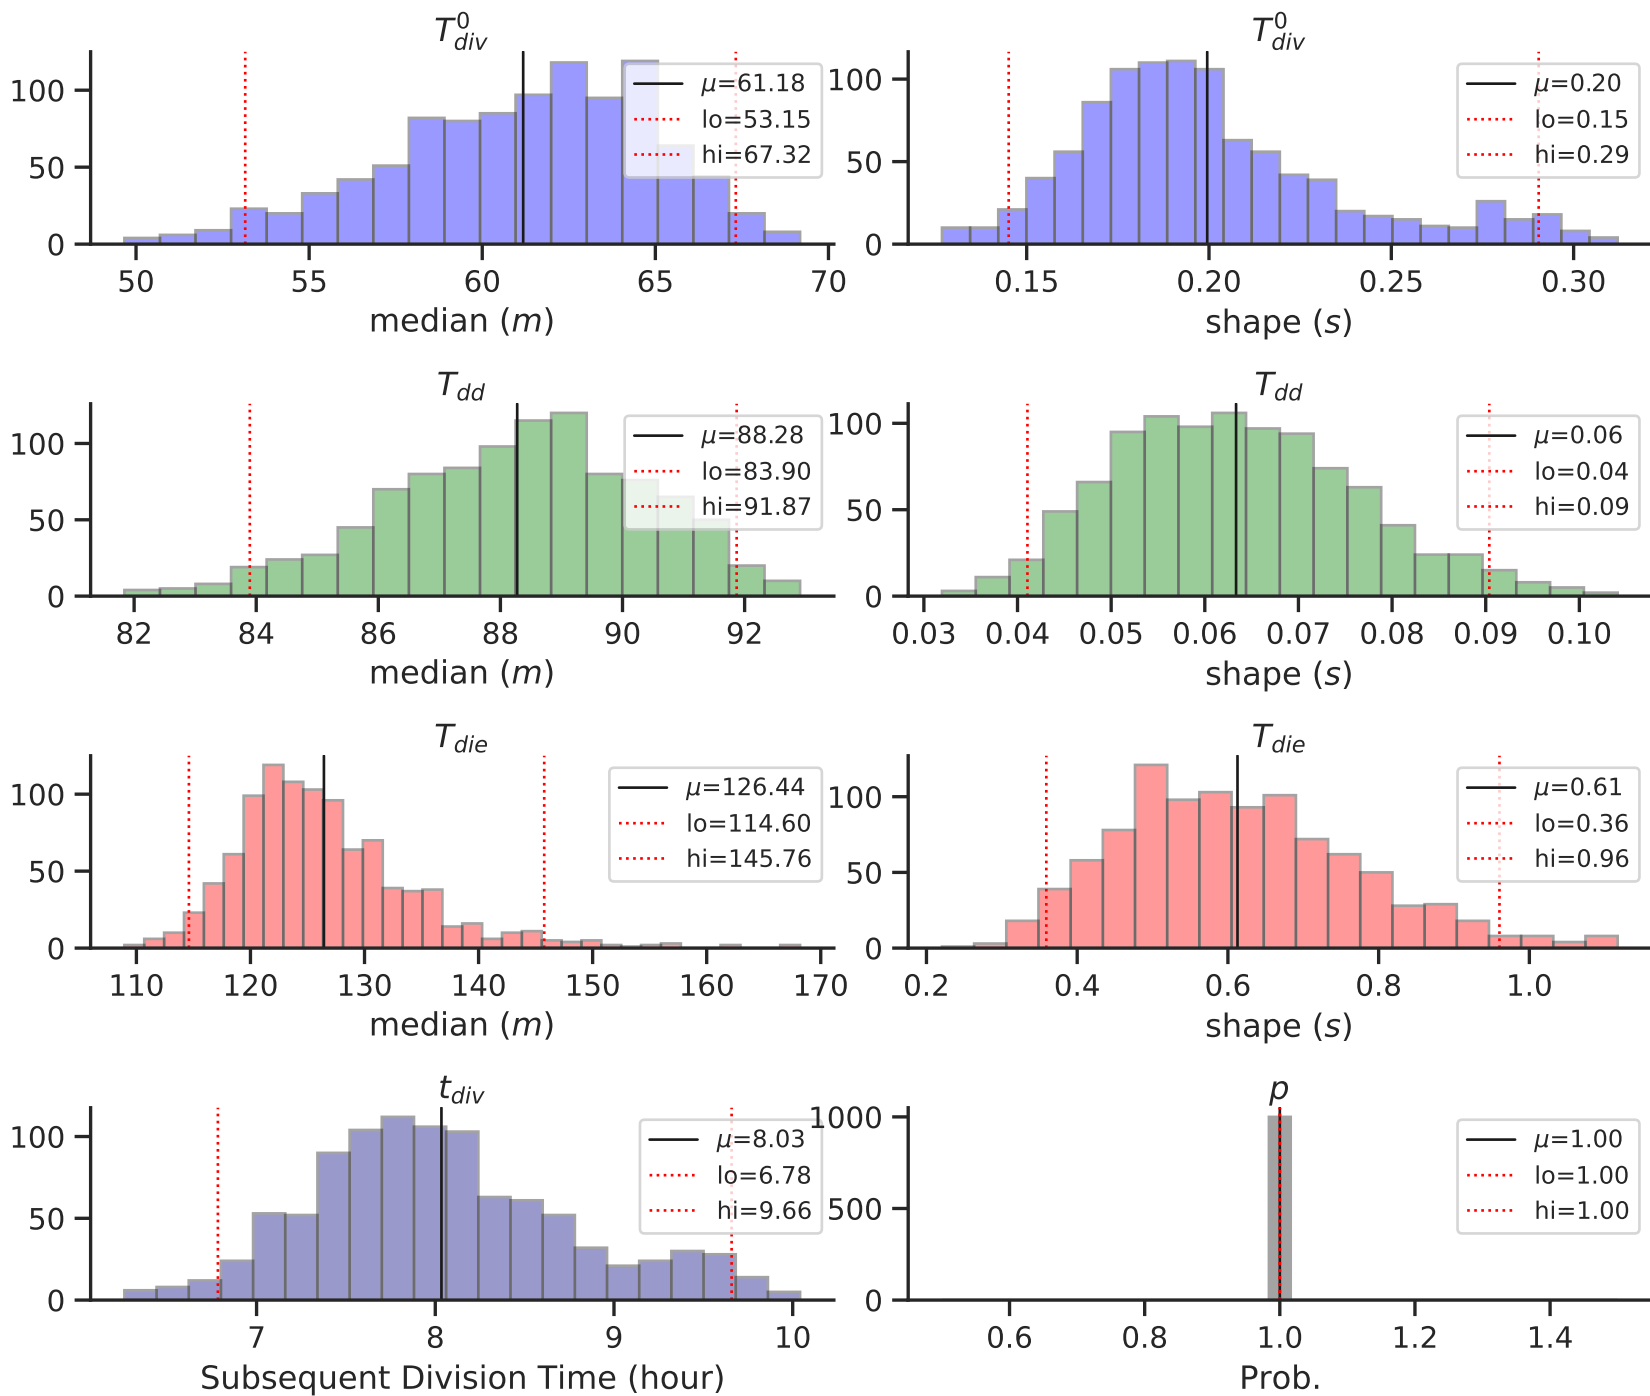 T⁰div
100
50
0
50
55
60
65
70
median (m)
μ=61.18
lo=53.15
hi=67.32
T⁰div
100
50
0
0.15
0.20
0.25
0.30
shape (s)
μ=0.20
lo=0.15
hi=0.29
Tdd
100
50
0
82
84
86
88
90
92
median (m)
μ=88.28
lo=83.90
hi=91.87
Tdd
100
50
0
0.03
0.04
0.05
0.06
0.07
0.08
0.09
0.10
shape (s)
μ=0.06
lo=0.04
hi=0.09
Tdie
100
50
0
110
120
130
140
150
160
170
median (m)
μ=126.44
lo=114.60
hi=145.76
Tdie
100
50
0
0.2
0.4
0.6
0.8
1.0
shape (s)
μ=0.61
lo=0.36
hi=0.96
tdiv
100
50
0
7
8
9
10
Subsequent Division Time (hour)
μ=8.03
lo=6.78
hi=9.66
p
1000
500
0
0.6
0.8
1.0
1.2
1.4
Prob.
μ=1.00
lo=1.00
hi=1.00